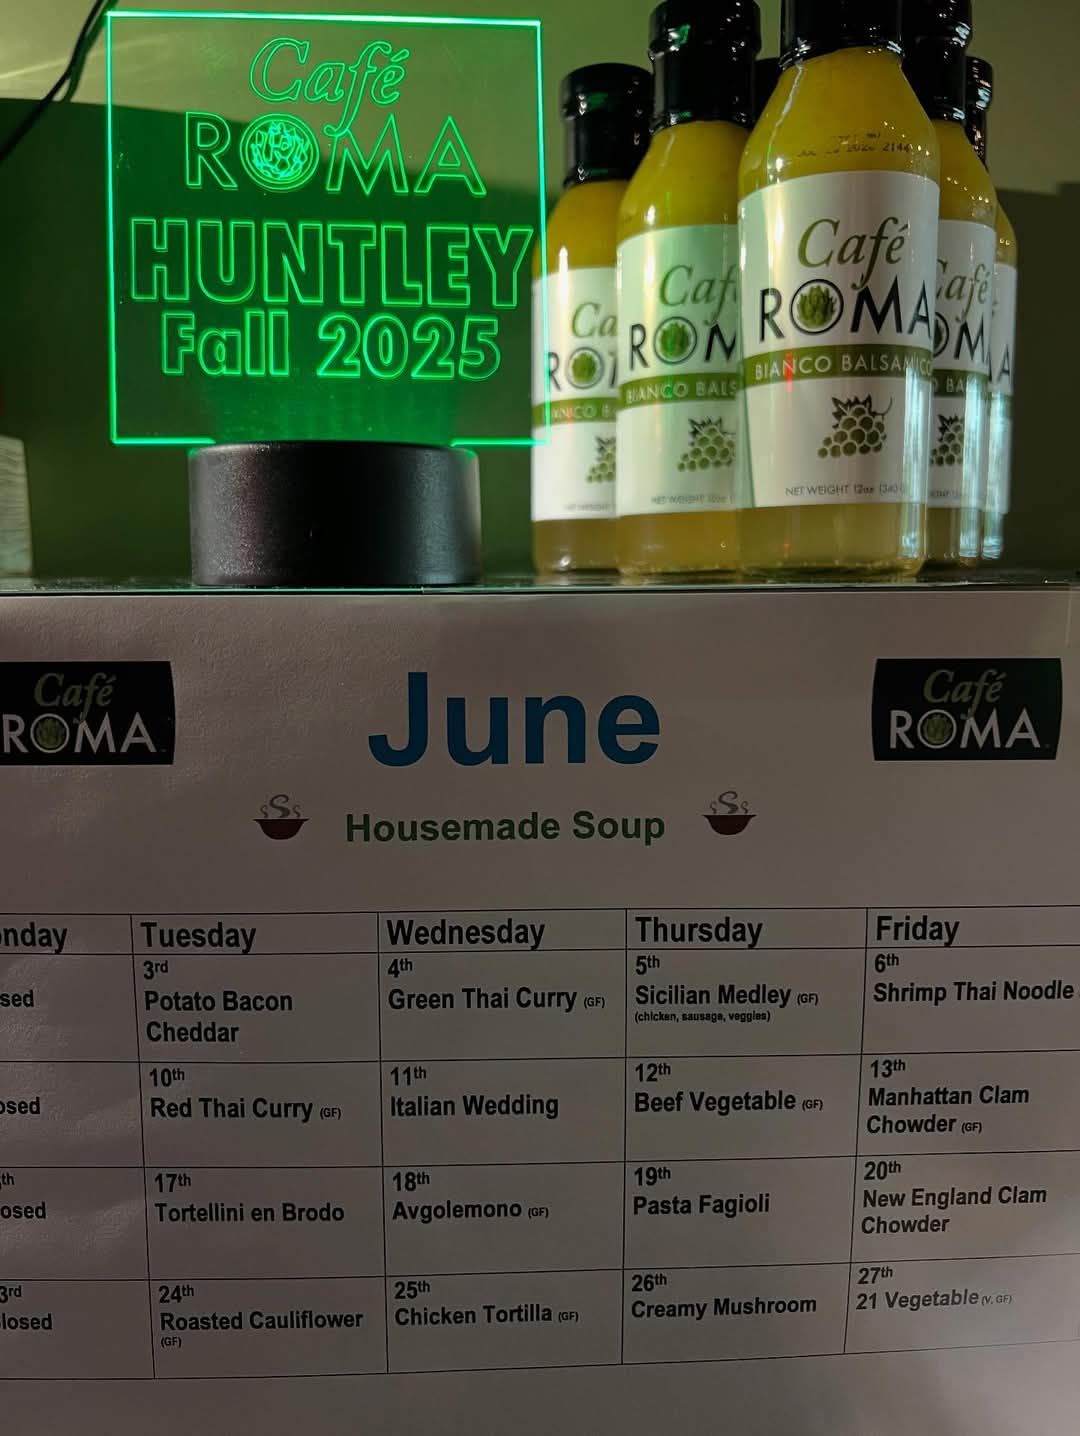 Café
ROMA
HUNTLEY
Fall 2025
Café
ROMA
BIANCO BALSAMICO
NET WEIGHT 12oz (340
Café
ROMA
June
Café
ROMA
Housemade Soup
Tuesday
Wednesday
Thursday
Friday
3rd
Potato Bacon
Cheddar
4th
Green Thai Curry (GF)
5th
Sicilian Medley (GF)
(chicken, sausage, veggies)
6th
Shrimp Thai Noodle
10th
Red Thai Curry (GF)
11th
Italian Wedding
12th
Beef Vegetable (GF)
13th
Manhattan Clam
Chowder (GF)
17th
Tortellini en Brodo
18th
Avgolemono (GF)
19th
Pasta Fagioli
20th
New England Clam
Chowder
24th
Roasted Cauliflower
(GF)
25th
Chicken Tortilla (GF)
26th
Creamy Mushroom
27th
21 Vegetable (V, GF)